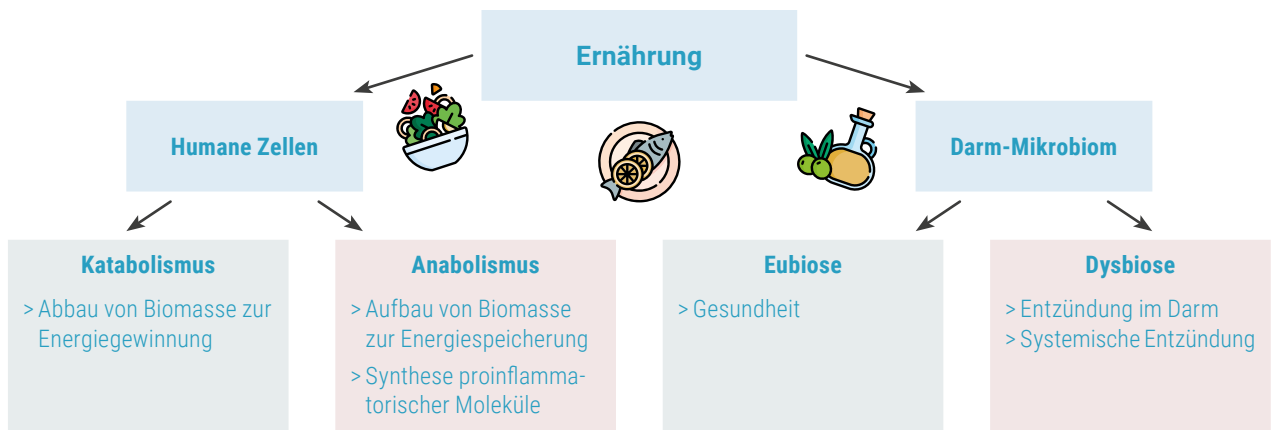 Ernährung
Humane Zellen
Darm-Mikrobiom
Katabolismus
> Abbau von Biomasse zur
Energiegewinnung
Anabolismus
> Aufbau von Biomasse
zur Energiespeicherung
> Synthese proinflamma-
torischer Moleküle
Eubiose
> Gesundheit
Dysbiose
> Entzündung im Darm
> Systemische Entzündung